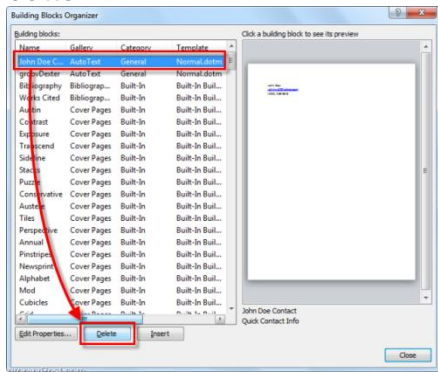 Building Blocks Organizer
Building blocks:
Click a building block to see its preview
Name Gallery Category Template
John Doe C... AutoText General Normal.dotm
groovDexter AutoText General Normal.dotm
Bibliography Bibliograp... Built-In Built-In Buil...
Works Cited Bibliograp... Built-In Built-In Buil...
Austin Cover Pages Built-In Built-In Buil...
Contrast Cover Pages Built-In Built-In Buil...
Exposure Cover Pages Built-In Built-In Buil...
Transcend Cover Pages Built-In Built-In Buil...
Sideline Cover Pages Built-In Built-In Buil...
Stacks Cover Pages Built-In Built-In Buil...
Puzzle Cover Pages Built-In Built-In Buil...
Conservative Cover Pages Built-In Built-In Buil...
Austere Cover Pages Built-In Built-In Buil...
Tiles Cover Pages Built-In Built-In Buil...
Perspective Cover Pages Built-In Built-In Buil...
Annual Cover Pages Built-In Built-In Buil...
Pinstripes Cover Pages Built-In Built-In Buil...
Newsprint Cover Pages Built-In Built-In Buil...
Alphabet Cover Pages Built-In Built-In Buil...
Mod Cover Pages Built-In Built-In Buil...
Cubicles Cover Pages Built-In Built-In Buil...
John Doe Contact
Quick Contact Info
Edit Properties... Delete Insert
Close